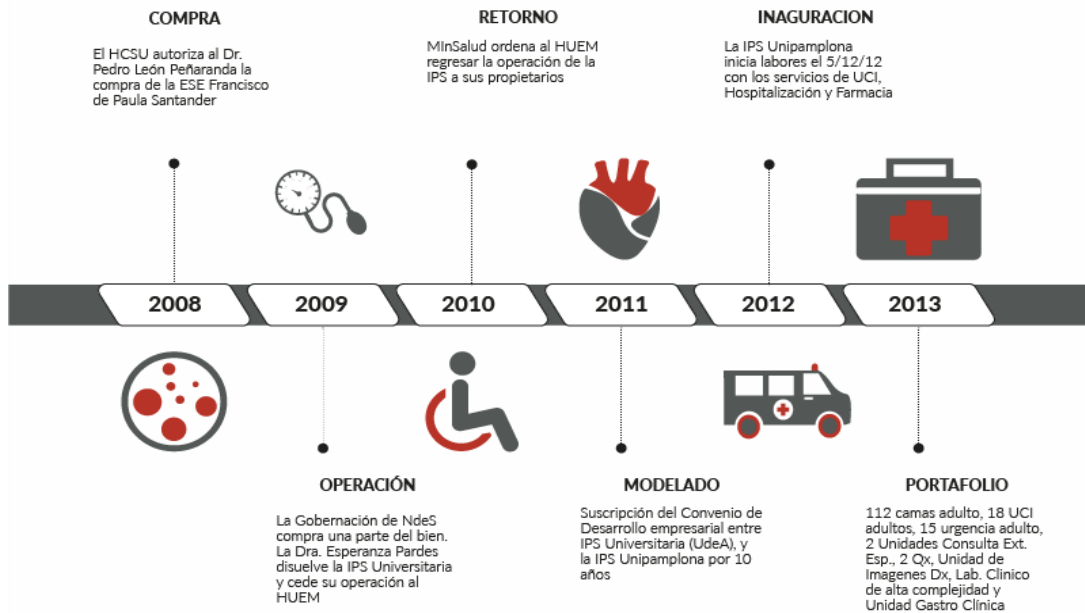 COMPRA
El HCSU autoriza al Dr.
Pedro León Peñaranda la
compra de la ESE Francisco
de Paula Santander
RETORNO
MInSalud ordena al HUEM
regresar la operación de la
IPS a sus propietarios
INAGURACION
La IPS Unipamplona
inicia labores el 5/12/12
con los servicios de UCI,
Hospitalización y Farmacia
2008
2009
2010
2011
2012
2013
OPERACIÓN
La Gobernación de NdeS
compra una parte del bien.
La Dra. Esperanza Pardes
disuelve la IPS Universitaria
y cede su operación al
HUEM
MODELADO
Suscripción del Convenio de
Desarrollo empresarial entre
IPS Universitaria (UdeA), y
la IPS Unipamplona por 10
años
PORTAFOLIO
112 camas adulto, 18 UCI
adultos, 15 urgencia adulto,
2 Unidades Consulta Ext.
Esp., 2 Qx, Unidad de
Imagenes Dx, Lab. Clinico
de alta complejidad y
Unidad Gastro Clínica